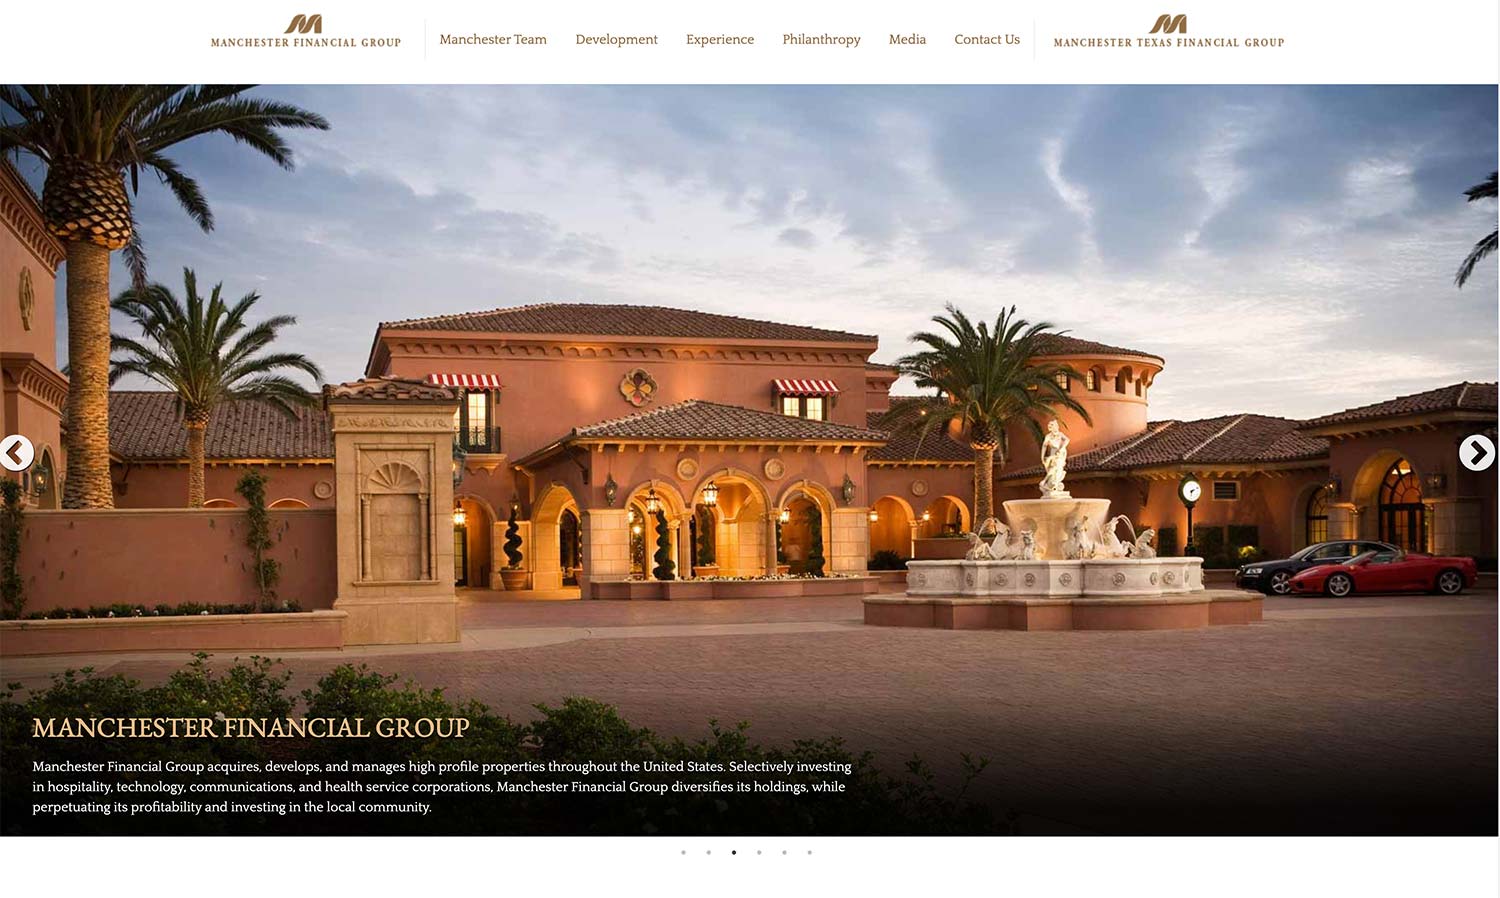 MANCHESTER FINANCIAL GROUP
Manchester Team
Development
Experience
Philanthropy
Media
Contact Us
MANCHESTER TEXAS FINANCIAL GROUP
MANCHESTER FINANCIAL GROUP
Manchester Financial Group acquires, develops, and manages high profile properties throughout the United States. Selectively investing
in hospitality, technology, communications, and health service corporations, Manchester Financial Group diversifies its holdings, while
perpetuating its profitability and investing in the local community.